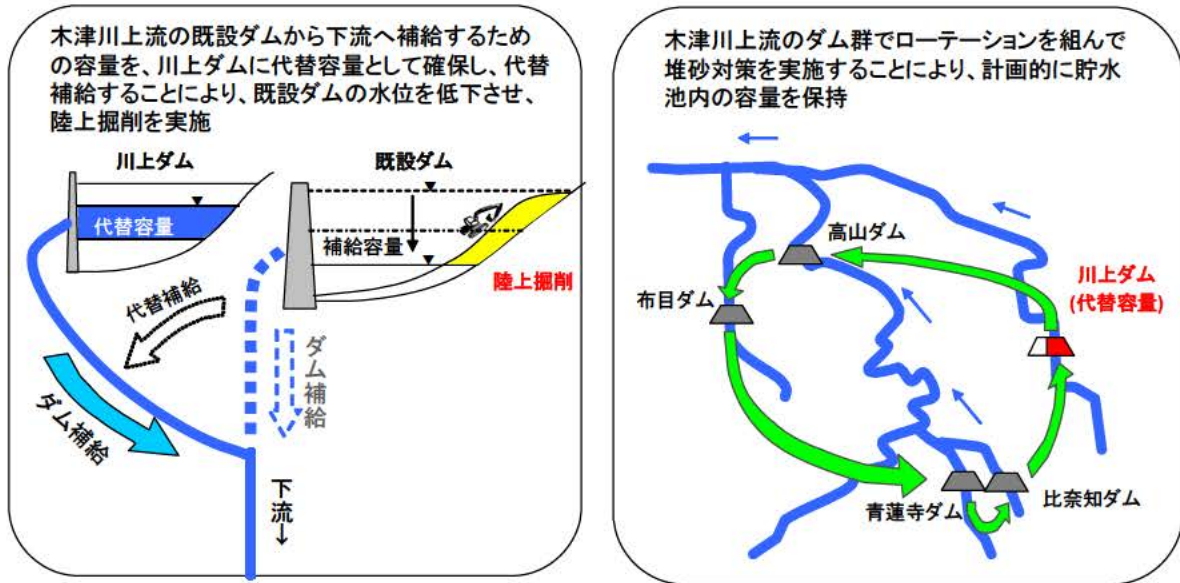 木津川上流の既設ダムから下流へ補給するため
の容量を、川上ダムに代替容量として確保し、代替
補給することにより、既設ダムの水位を低下させ、
陸上掘削を実施
川上ダム
既設ダム
代替容量
補給容量
陸上掘削
代替補給
ダム補給
ダム補給
下流↓
木津川上流のダム群でローテーションを組んで
堆砂対策を実施することにより、計画的に貯水
池内の容量を保持
高山ダム
川上ダム
(代替容量)
布目ダム
青蓮寺ダム
比奈知ダム